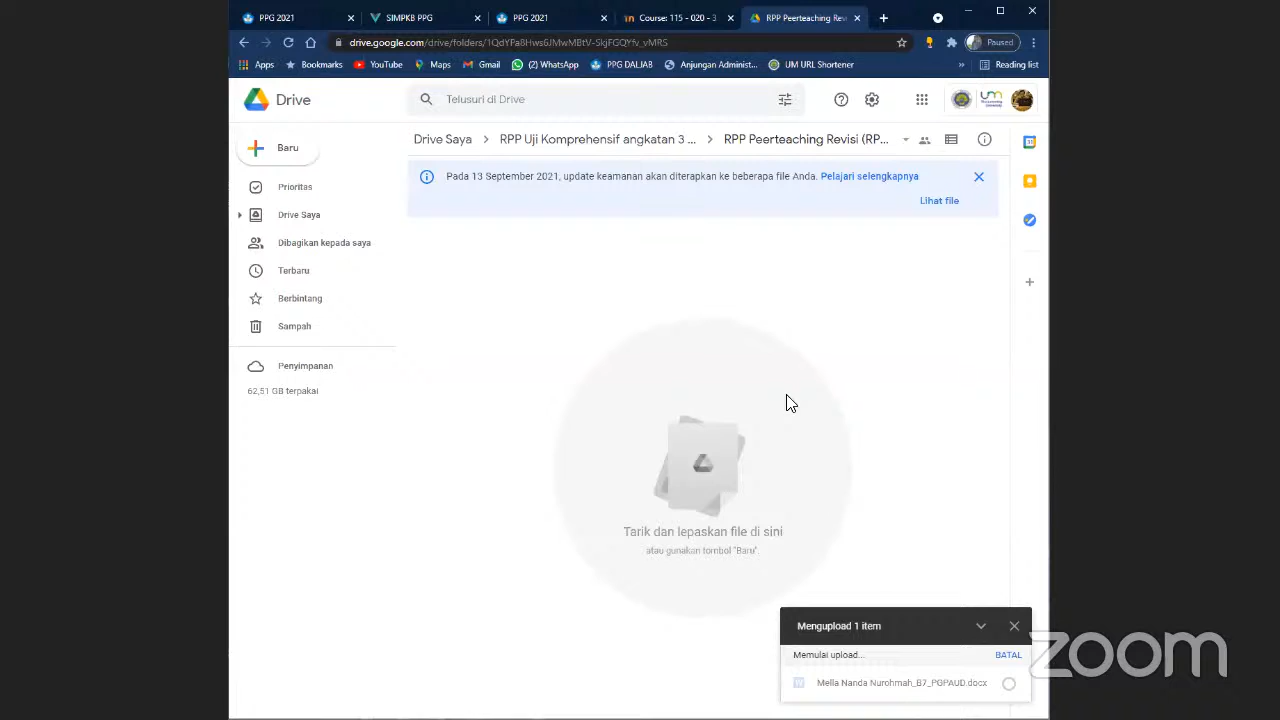 PPG 2021
SIMPKB PPG
PPG 2021
Course: 115 - 020 - 3
RPP Peerteaching Revis
drive.google.com/drive/folders/1QdYPa8Hws6JMwMBtV-SkjFGQYfv_vMRS
Paused
Apps
Bookmarks
YouTube
Maps
Gmail
(2) WhatsApp
PPG DALJAB
Anjungan Administ...
UM URL Shortener
»
Reading list
Drive
Telusuri di Drive
Baru
Drive Saya
RPP Uji Komprehensif angkatan 3 ...
RPP Peerteaching Revisi (RP...
Pada 13 September 2021, update keamanan akan diterapkan ke beberapa file Anda. Pelajari selengkapnya
Lihat file
Prioritas
Drive Saya
Dibagikan kepada saya
Terbaru
Berbintang
Sampah
Penyimpanan
62,51 GB terpakai
Tarik dan lepaskan file di sini
atau gunakan tombol "Baru".
Mengupload 1 item
Memulai upload...
BATAL
Mella Nanda Nurohmah_B7_PGPAUD.docx
zoom